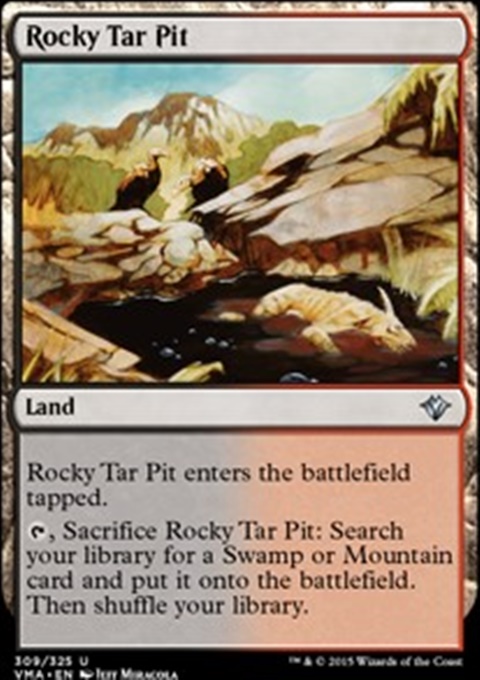 Rocky Tar Pit
Land
Rocky Tar Pit enters the battlefield
tapped.
, Sacrifice Rocky Tar Pit: Search
your library for a Swamp or Mountain
card and put it onto the battlefield.
Then shuffle your library.
309/325 U
VMA • EN Jeff Miracola
™ & © 2015 Wizards of the Coast